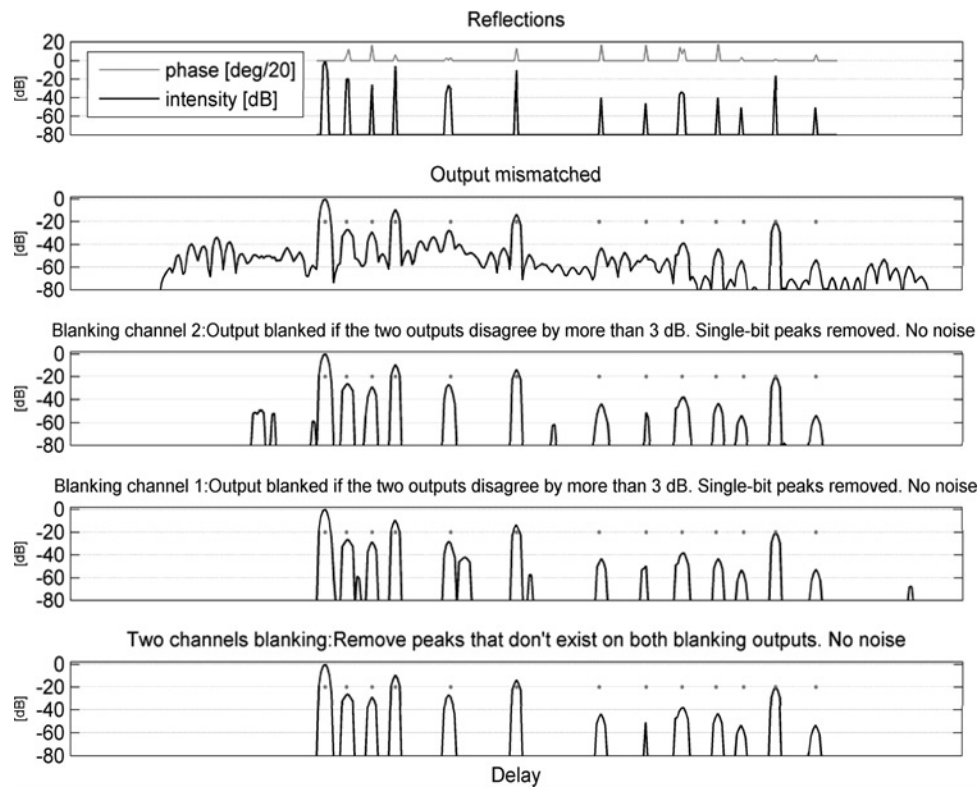 Reflections
20
0
-20
-40
-60
-80
[dB]
phase [deg/20]
intensity [dB]
Output mismatched
0
-20
-40
-60
-80
[dB]
Blanking channel 2:Output blanked if the two outputs disagree by more than 3 dB. Single-bit peaks removed. No noise
0
-20
-40
-60
-80
[dB]
Blanking channel 1:Output blanked if the two outputs disagree by more than 3 dB. Single-bit peaks removed. No noise
0
-20
-40
-60
-80
[dB]
Two channels blanking:Remove peaks that don't exist on both blanking outputs. No noise
0
-20
-40
-60
-80
[dB]
Delay